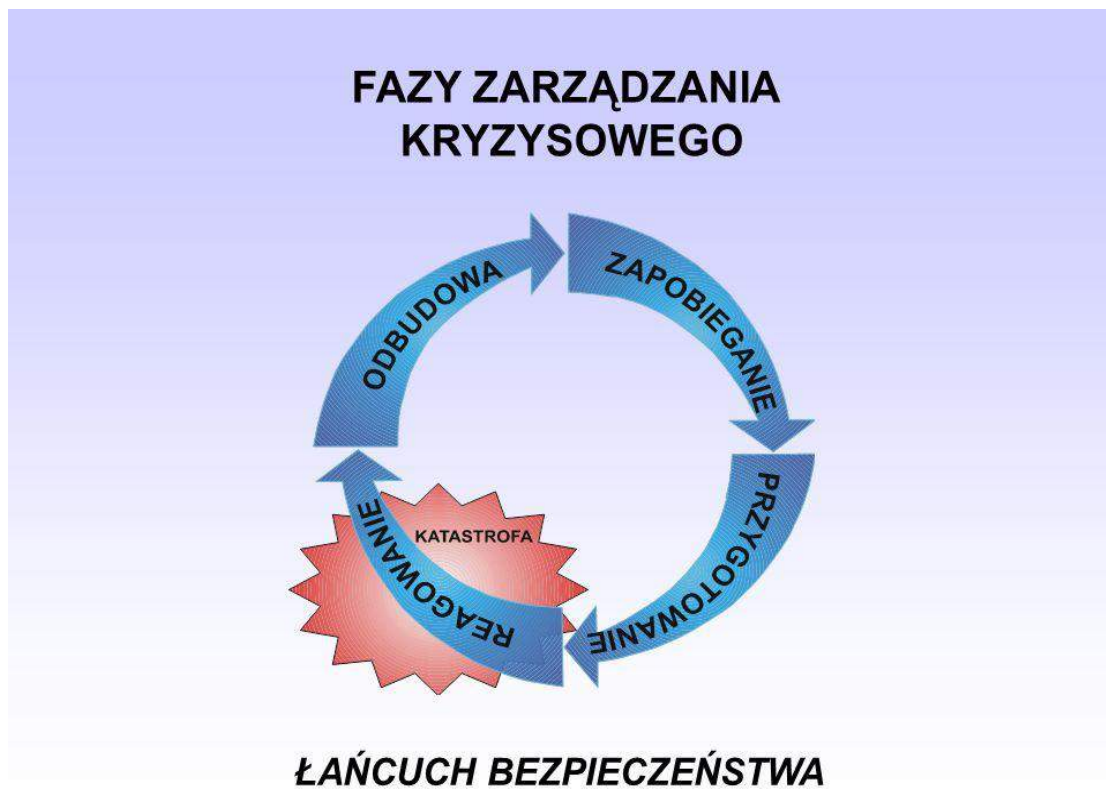 FAZY ZARZĄDZANIA
KRYZYSOWEGO
ODBUDOWA
ZAPOBIEGANIE
PRZYGOTOWANIE
REAGOWANIE
KATASTROFA
ŁAŃCUCH BEZPIECZEŃSTWA